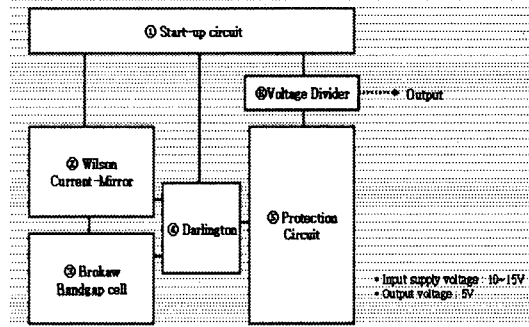 ① Start-up circuit
⑥Voltage Divider
Output
② Wilson
Current-Mirror
④ Darlington
⑤ Protection
Circuit
③ Brokaw
Bandgap cell
• Input supply voltage : 10~15V
• Output voltage : 5V